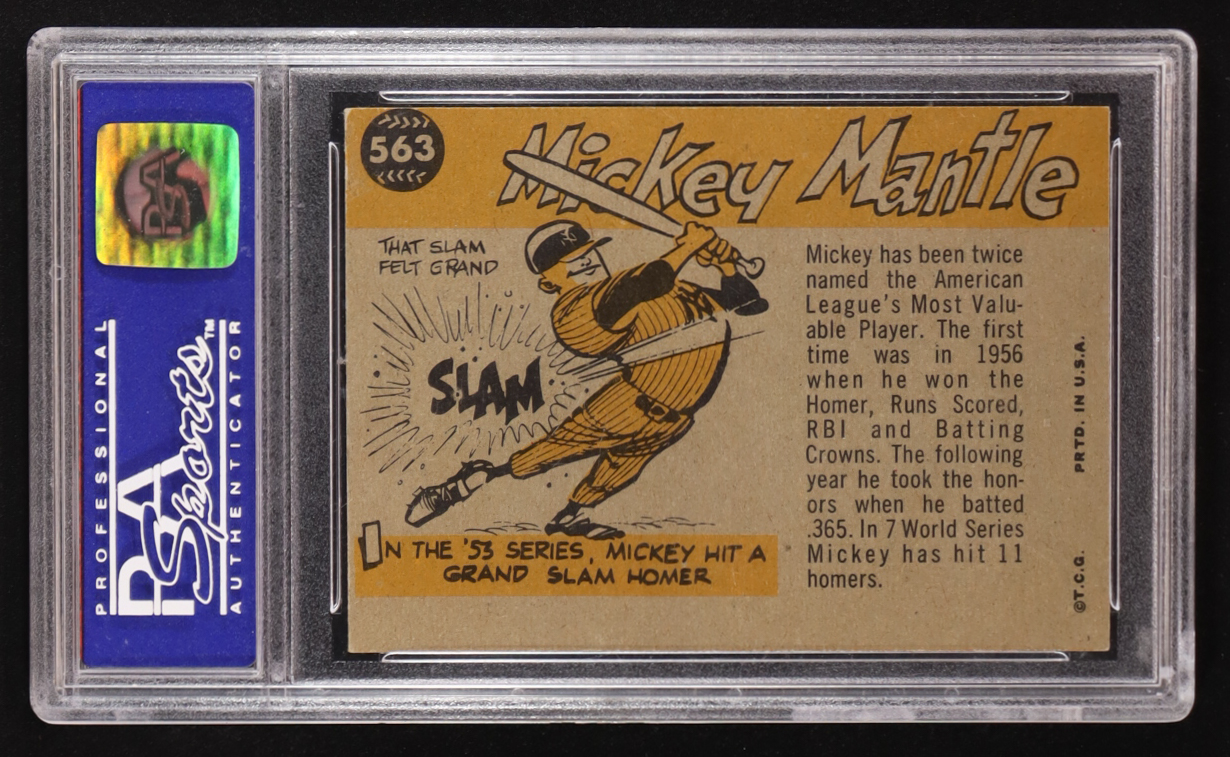 563
Mickey Mantle
THAT SLAM
FELT GRAND
SLAM
IN THE '53 SERIES, MICKEY HIT A
GRAND SLAM HOMER
Mickey has been twice
named the American
League's Most Valu-
able Player. The first
time was in 1956
when he won the
Homer, Runs Scored,
RBI and Batting
Crowns. The following
year he took the hon-
ors when he batted
.365. In 7 World Series
Mickey has hit 11
homers.
©T.C.G. PRTD. IN U.S.A.
PSA
PROFESSIONAL
PSA Sports™
AUTHENTICATOR